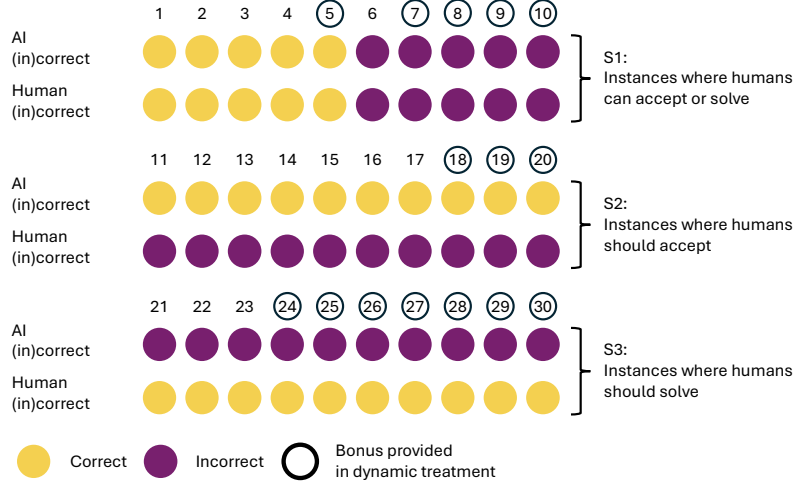 1 2 3 4 5 6 7 8 9 10
AI
(in)correct
Human
(in)correct
S1:
Instances where humans
can accept or solve
11 12 13 14 15 16 17 18 19 20
AI
(in)correct
Human
(in)correct
S2:
Instances where humans
should accept
21 22 23 24 25 26 27 28 29 30
AI
(in)correct
Human
(in)correct
S3:
Instances where humans
should solve
Correct Incorrect Bonus provided
in dynamic treatment